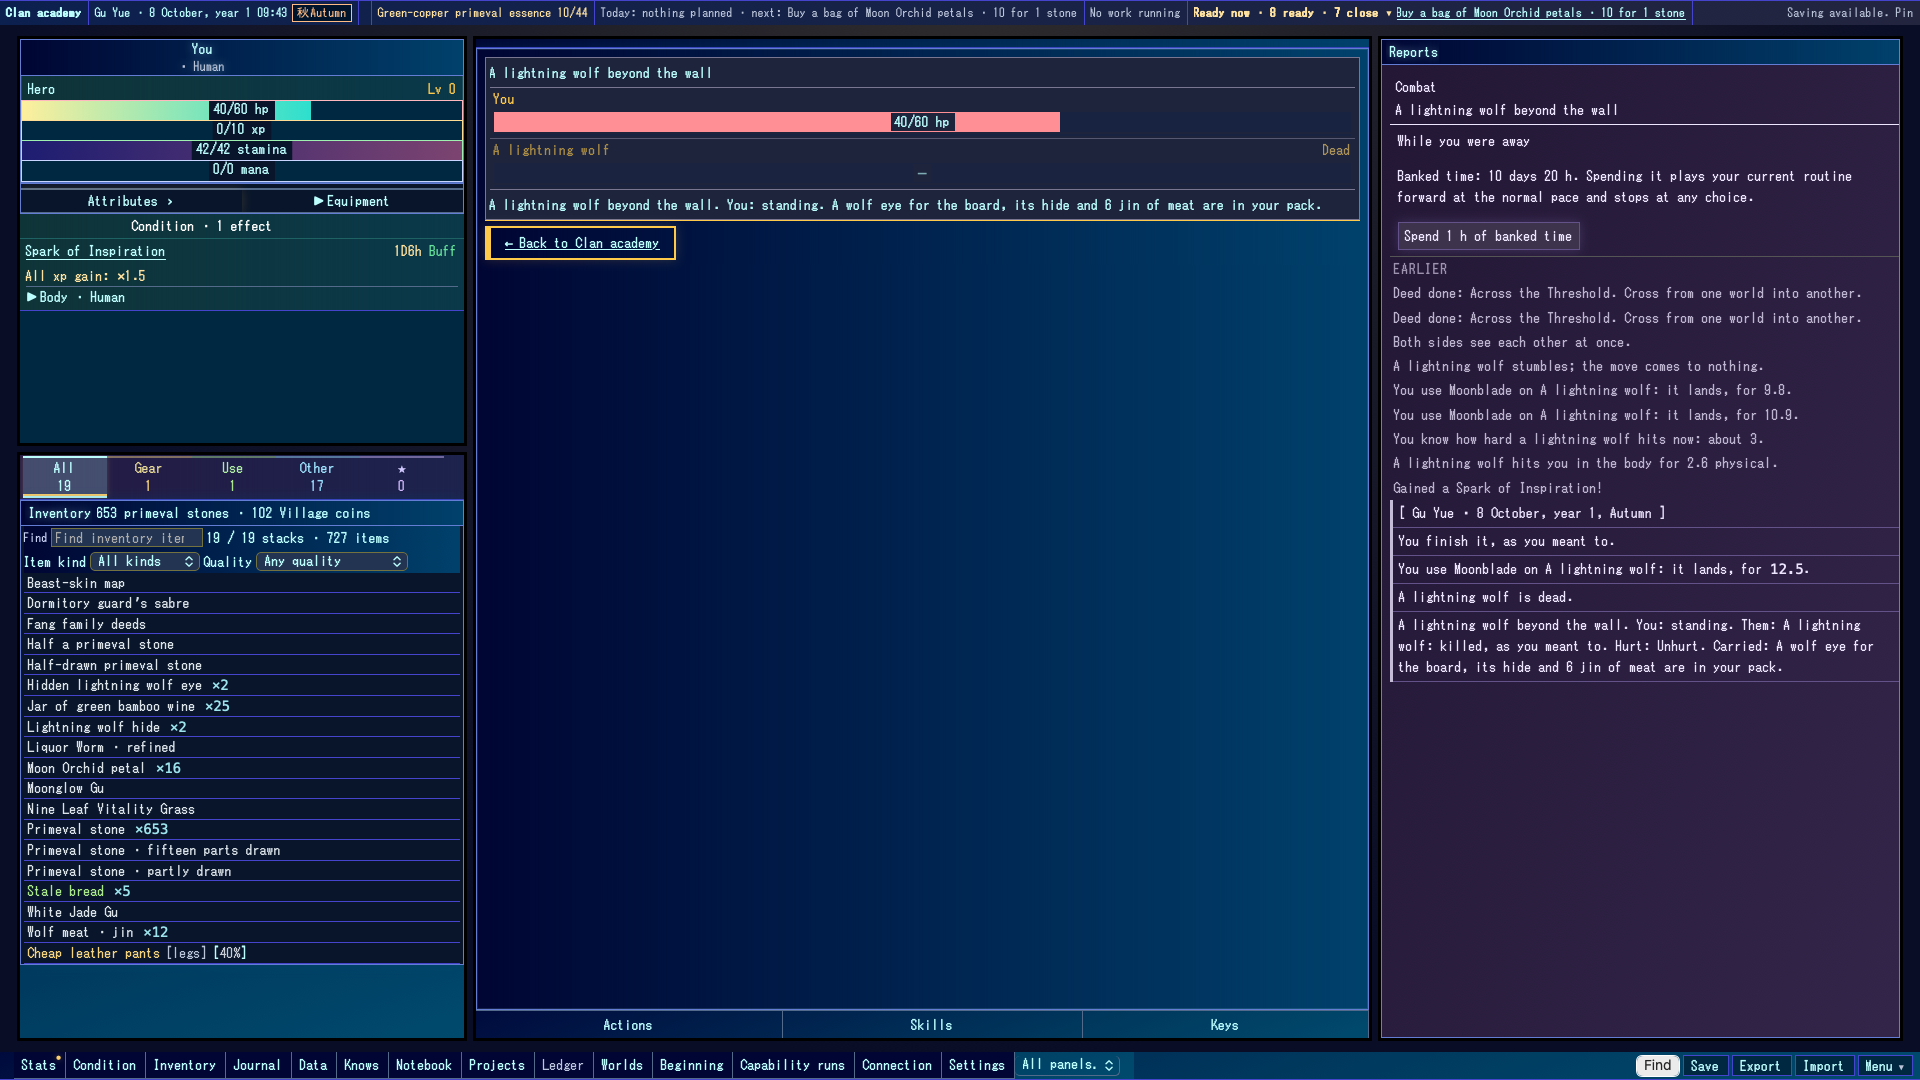 Clan academy
Gu Yue · 8 October, year 1 09:43 秋Autumn
Green-copper primeval essence 10/44
Today: nothing planned · next: Buy a bag of Moon Orchid petals · 10 for 1 stone
No work running
Ready now · 8 ready · 7 close ▾ Buy a bag of Moon Orchid petals · 10 for 1 stone
Saving available. Pin
You
· Human
Hero Lv 0
40/60 hp
0/10 xp
42/42 stamina
0/0 mana
Attributes › ▶Equipment
Condition · 1 effect
Spark of Inspiration 1D6h Buff
All xp gain: ×1.5
▶Body · Human
All Gear Use Other ★
19 1 1 17 0
Inventory 653 primeval stones · 102 Village coins
Find Find inventory iter 19 / 19 stacks · 727 items
Item kind All kinds Quality Any quality
Beast-skin map
Dormitory guard's sabre
Fang family deeds
Half a primeval stone
Half-drawn primeval stone
Hidden lightning wolf eye ×2
Jar of green bamboo wine ×25
Lightning wolf hide ×2
Liquor Worm · refined
Moon Orchid petal ×16
Moonglow Gu
Nine Leaf Vitality Grass
Primeval stone ×653
Primeval stone · fifteen parts drawn
Primeval stone · partly drawn
Stale bread ×5
White Jade Gu
Wolf meat · jin ×12
Cheap leather pants [legs] [40%]
A lightning wolf beyond the wall
You
40/60 hp
A lightning wolf Dead
—
A lightning wolf beyond the wall. You: standing. A wolf eye for the board, its hide and 6 jin of meat are in your pack.
← Back to Clan academy
Actions Skills Keys
Reports
Combat
A lightning wolf beyond the wall
While you were away
Banked time: 10 days 20 h. Spending it plays your current routine
forward at the normal pace and stops at any choice.
Spend 1 h of banked time
EARLIER
Deed done: Across the Threshold. Cross from one world into another.
Deed done: Across the Threshold. Cross from one world into another.
Both sides see each other at once.
A lightning wolf stumbles; the move comes to nothing.
You use Moonblade on A lightning wolf: it lands, for 9.8.
You use Moonblade on A lightning wolf: it lands, for 10.9.
You know how hard a lightning wolf hits now: about 3.
A lightning wolf hits you in the body for 2.6 physical.
Gained a Spark of Inspiration!
[ Gu Yue · 8 October, year 1, Autumn ]
You finish it, as you meant to.
You use Moonblade on A lightning wolf: it lands, for 12.5.
A lightning wolf is dead.
A lightning wolf beyond the wall. You: standing. Them: A lightning
wolf: killed, as you meant to. Hurt: Unhurt. Carried: A wolf eye for
the board, its hide and 6 jin of meat are in your pack.
Stats Condition Inventory Journal Data Knows Notebook Projects Ledger Worlds Beginning Capability runs Connection Settings All panels.
Find Save Export Import Menu ▾